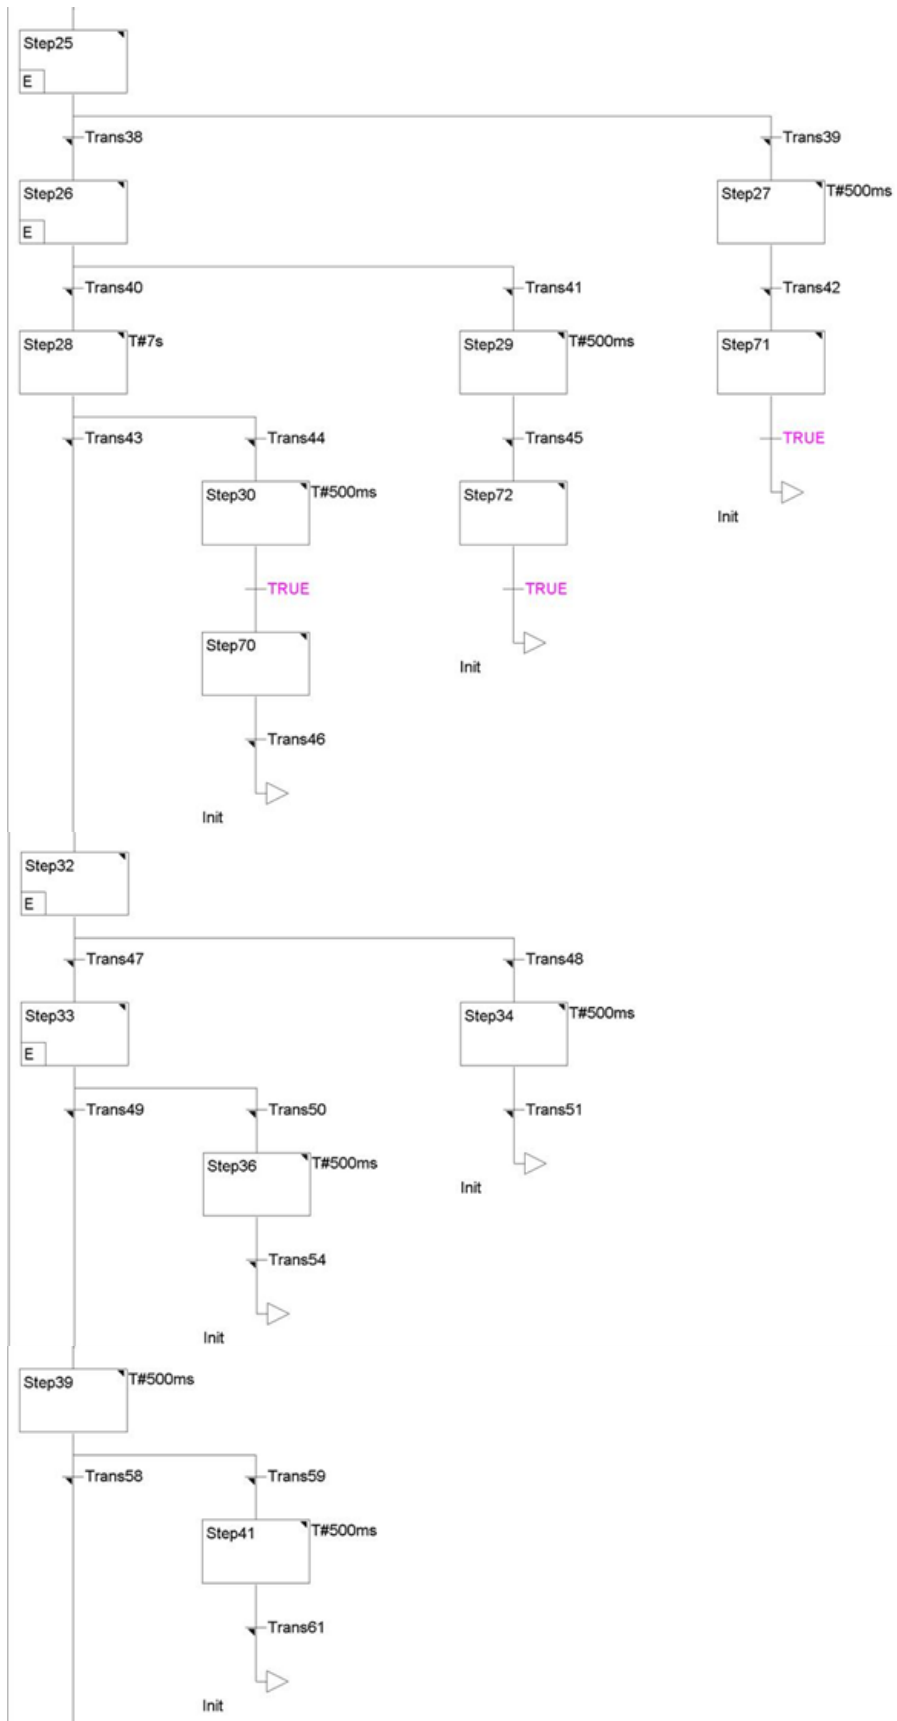 Step25
E
Trans38
Trans39
Step26
E
Step27
T#500ms
Trans40
Trans41
Trans42
Step28
T#7s
Step29
T#500ms
Step71
Trans43
Trans44
Trans45
TRUE
Step30
T#500ms
Step72
Init
TRUE
TRUE
Step70
Init
Trans46
Init
Step32
E
Trans47
Trans48
Step33
E
Step34
T#500ms
Trans49
Trans50
Trans51
Step36
T#500ms
Init
Trans54
Init
Step39
T#500ms
Trans58
Trans59
Step41
T#500ms
Trans61
Init